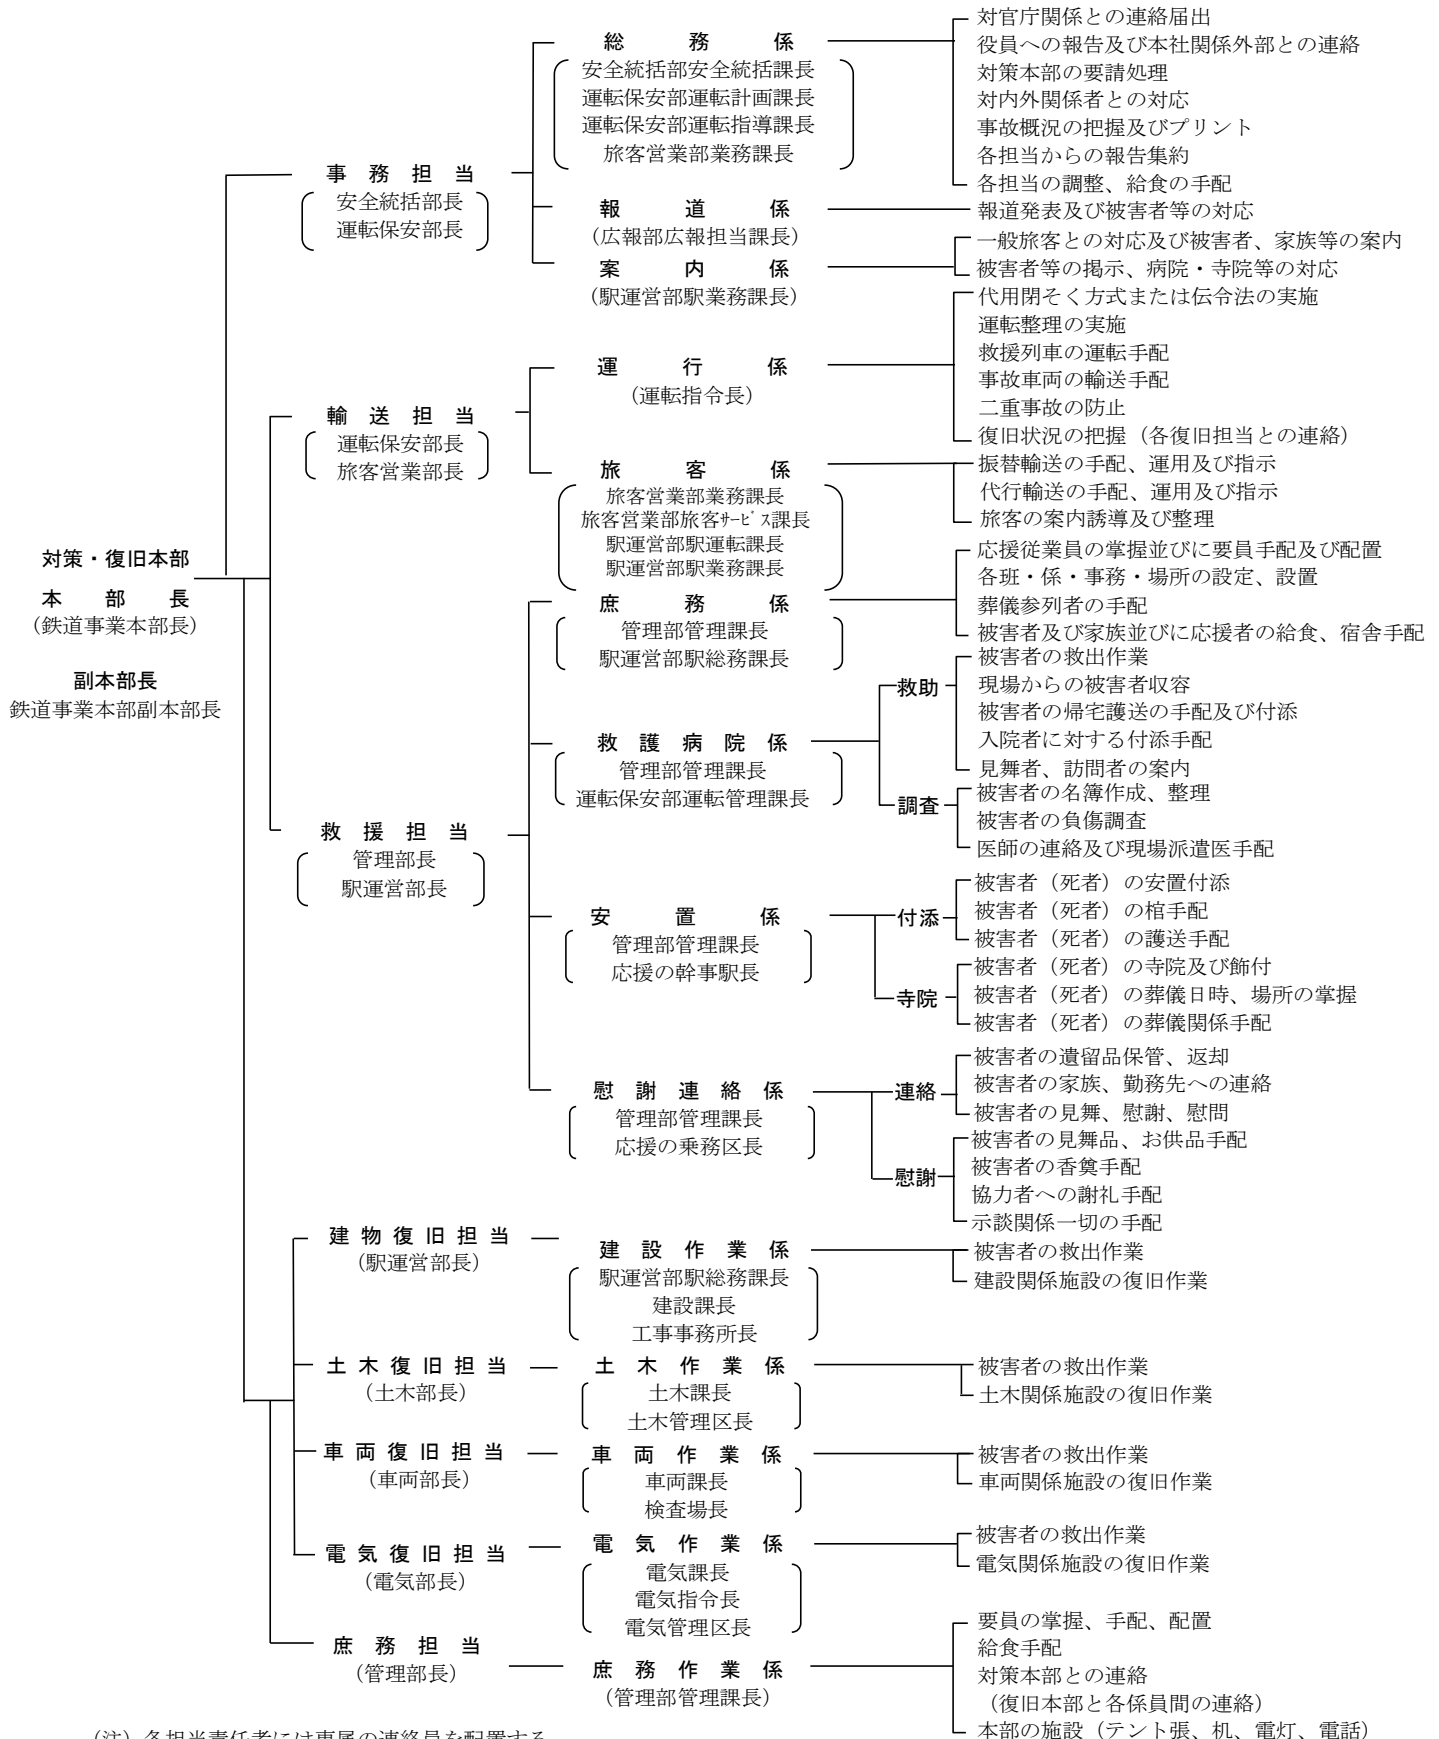 対策・復旧本部
本部長
（鉄道事業本部長）
副本部長
鉄道事業本部副本部長
事務担当
安全統括部長
運転保安部長
総務係
安全統括部安全統括課長
運転保安部運転計画課長
運転保安部運転指導課長
旅客営業部業務課長
対官庁関係との連絡届出
役員への報告及び本社関係外部との連絡
対策本部の要請処理
対内外関係者との対応
事故概況の把握及びプリント
各担当からの報告集約
各担当の調整、給食の手配
報道係
（広報部広報担当課長）
報道発表及び被害者等の対応
案内係
（駅運営部駅業務課長）
一般旅客との対応及び被害者、家族等の案内
被害者等の掲示、病院・寺院等の対応
輸送担当
運転保安部長
旅客営業部長
運行係
（運転指令長）
代用閉そく方式または伝令法の実施
運転整理の実施
救援列車の運転手配
事故車両の輸送手配
二重事故の防止
復旧状況の把握（各復旧担当との連絡）
旅客係
旅客営業部業務課長
旅客営業部旅客ｻｰﾋﾞｽ課長
駅運営部駅運転課長
駅運営部駅業務課長
振替輸送の手配、運用及び指示
代行輸送の手配、運用及び指示
旅客の案内誘導及び整理
救援担当
管理部長
駅運営部長
庶務係
管理部管理課長
駅運営部駅総務課長
応援従業員の掌握並びに要員手配及び配置
各班・係・事務・場所の設定、設置
葬儀参列者の手配
被害者及び家族並びに応援者の給食、宿舎手配
救護病院係
管理部管理課長
運転保安部運転管理課長
救助
被害者の救出作業
現場からの被害者収容
被害者の帰宅護送の手配及び付添
入院者に対する付添手配
見舞者、訪問者の案内
調査
被害者の名簿作成、整理
被害者の負傷調査
医師の連絡及び現場派遣医手配
安置係
管理部管理課長
応援の幹事駅長
付添
被害者（死者）の安置付添
被害者（死者）の棺手配
被害者（死者）の護送手配
寺院
被害者（死者）の寺院及び飾付
被害者（死者）の葬儀日時、場所の掌握
被害者（死者）の葬儀関係手配
慰謝連絡係
管理部管理課長
応援の乗務区長
連絡
被害者の遺留品保管、返却
被害者の家族、勤務先への連絡
被害者の見舞、慰謝、慰問
慰謝
被害者の見舞品、お供品手配
被害者の香奠手配
協力者への謝礼手配
示談関係一切の手配
建物復旧担当
（駅運営部長）
建設作業係
駅運営部駅総務課長
建設課長
工事事務所長
被害者の救出作業
建設関係施設の復旧作業
土木復旧担当
（土木部長）
土木作業係
土木課長
土木管理区長
被害者の救出作業
土木関係施設の復旧作業
車両復旧担当
（車両部長）
車両作業係
車両課長
検査場長
被害者の救出作業
車両関係施設の復旧作業
電気復旧担当
（電気部長）
電気作業係
電気課長
電気指令長
電気管理区長
被害者の救出作業
電気関係施設の復旧作業
庶務担当
（管理部長）
庶務作業係
（管理部管理課長）
要員の掌握、手配、配置
給食手配
対策本部との連絡
（復旧本部と各係員間の連絡）
本部の施設（テント張、机、電灯、電話）
（注）各担当責任者には専属の連絡員を配置する